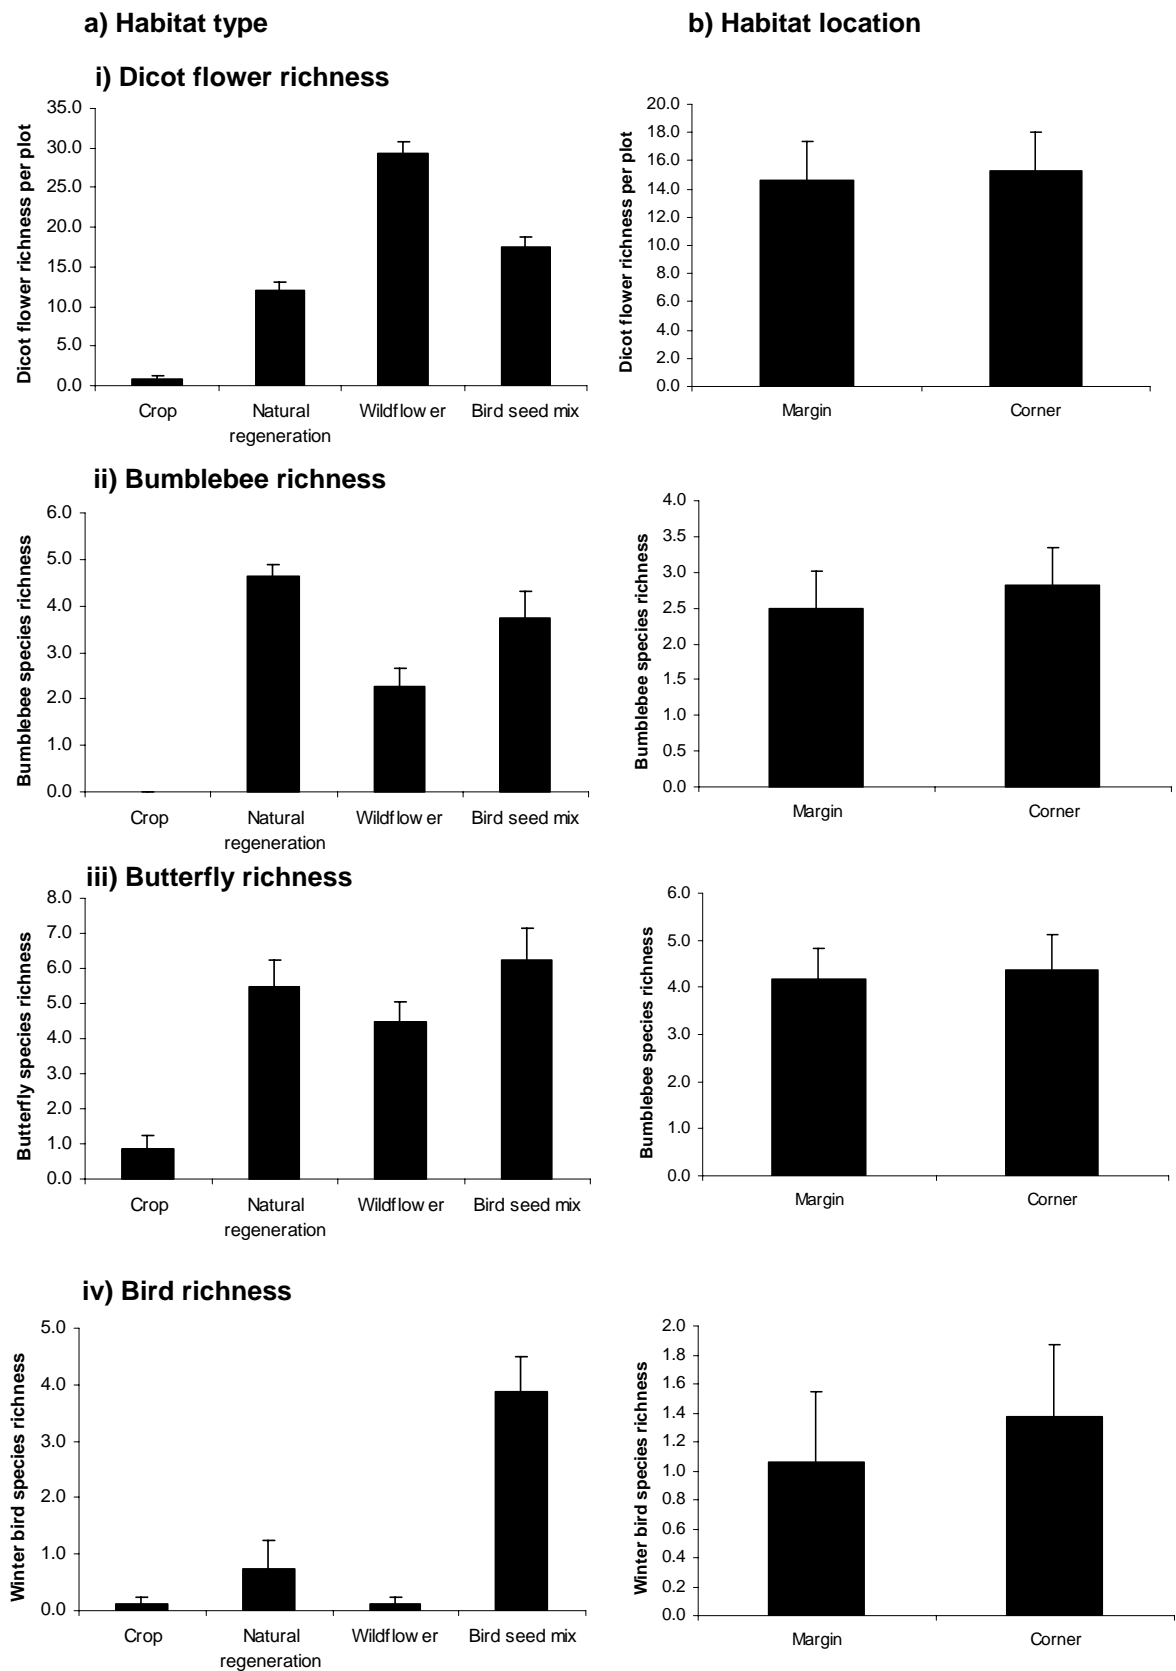 a) Habitat type
b) Habitat location
i) Dicot flower richness
Dicot flower richness per plot
35.0
30.0
25.0
20.0
15.0
10.0
5.0
0.0
Crop
Natural
regeneration
Wildflower
Bird seed mix
Dicot flower richness per plot
20.0
18.0
16.0
14.0
12.0
10.0
8.0
6.0
4.0
2.0
0.0
Margin
Corner
ii) Bumblebee richness
Bumblebee species richness
6.0
5.0
4.0
3.0
2.0
1.0
0.0
Crop
Natural
regeneration
Wildflower
Bird seed mix
Bumblebee species richness
4.0
3.5
3.0
2.5
2.0
1.5
1.0
0.5
0.0
Margin
Corner
iii) Butterfly richness
Butterfly species richness
8.0
7.0
6.0
5.0
4.0
3.0
2.0
1.0
0.0
Crop
Natural
regeneration
Wildflower
Bird seed mix
Bumblebee species richness
6.0
5.0
4.0
3.0
2.0
1.0
0.0
Margin
Corner
iv) Bird richness
Winter bird species richness
5.0
4.0
3.0
2.0
1.0
0.0
Crop
Natural
regeneration
Wildflower
Bird seed mix
Winter bird species richness
2.0
1.8
1.6
1.4
1.2
1.0
0.8
0.6
0.4
0.2
0.0
Margin
Corner